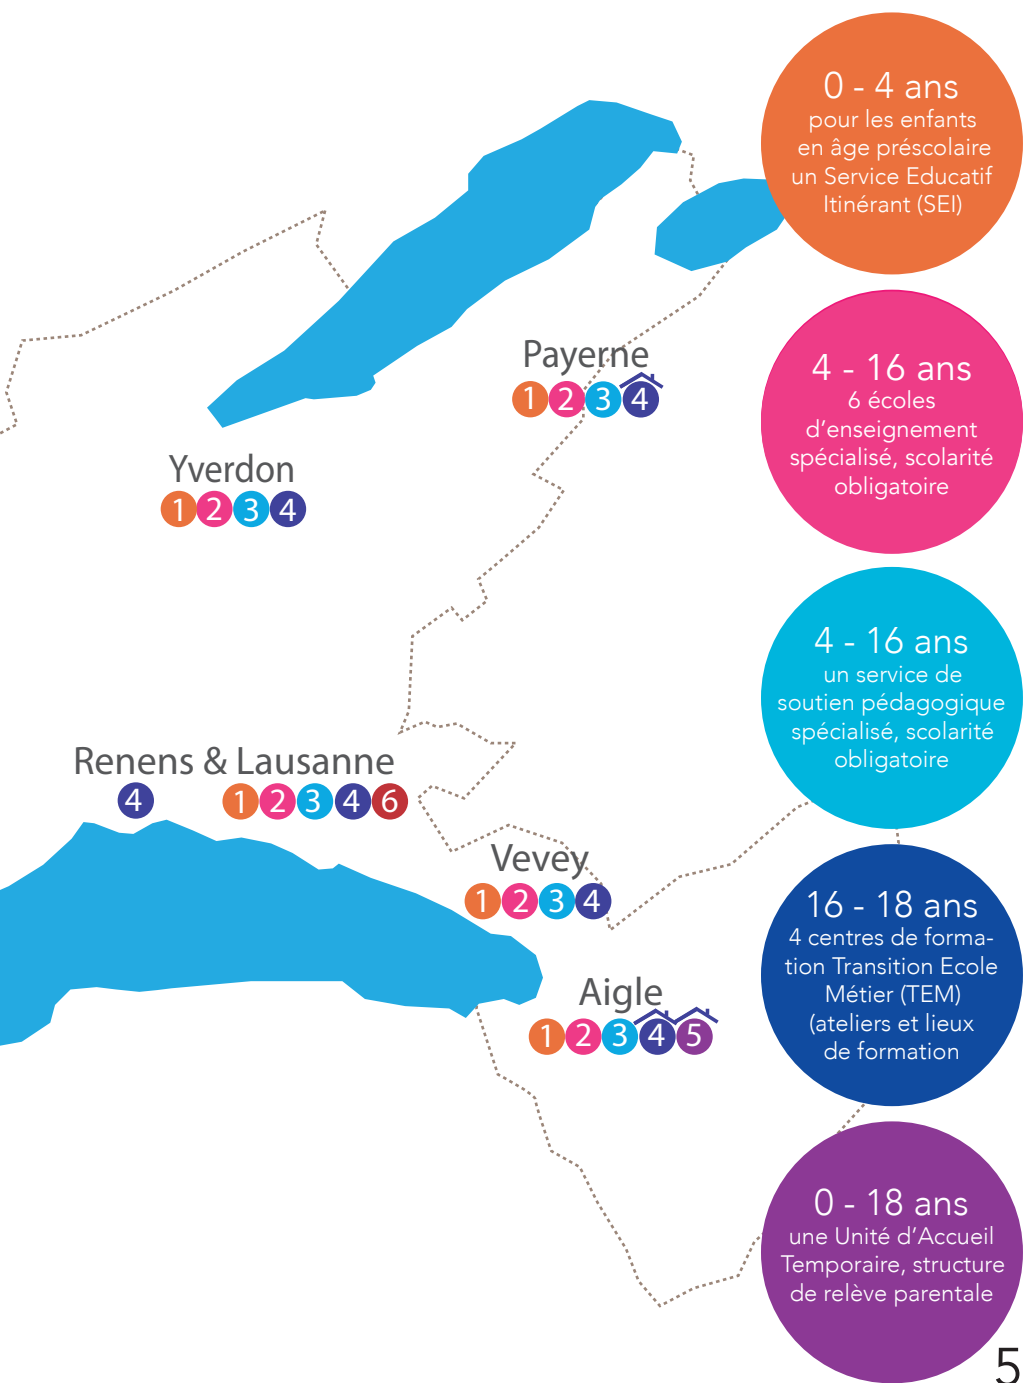 0 - 4 ans
pour les enfants
en âge préscolaire
un Service Educatif
Itinérant (SEI)
Payerne
1 2 3 4
4 - 16 ans
6 écoles
d'enseignement
spécialisé, scolarité
obligatoire
Yverdon
1 2 3 4
4 - 16 ans
un service de
soutien pédagogique
spécialisé, scolarité
obligatoire
Renens & Lausanne
4 1 2 3 4 6
Vevey
1 2 3 4
16 - 18 ans
4 centres de forma-
tion Transition Ecole
Métier (TEM)
(ateliers et lieux
de formation
Aigle
1 2 3 4 5
0 - 18 ans
une Unité d'Accueil
Temporaire, structure
de relève parentale
5